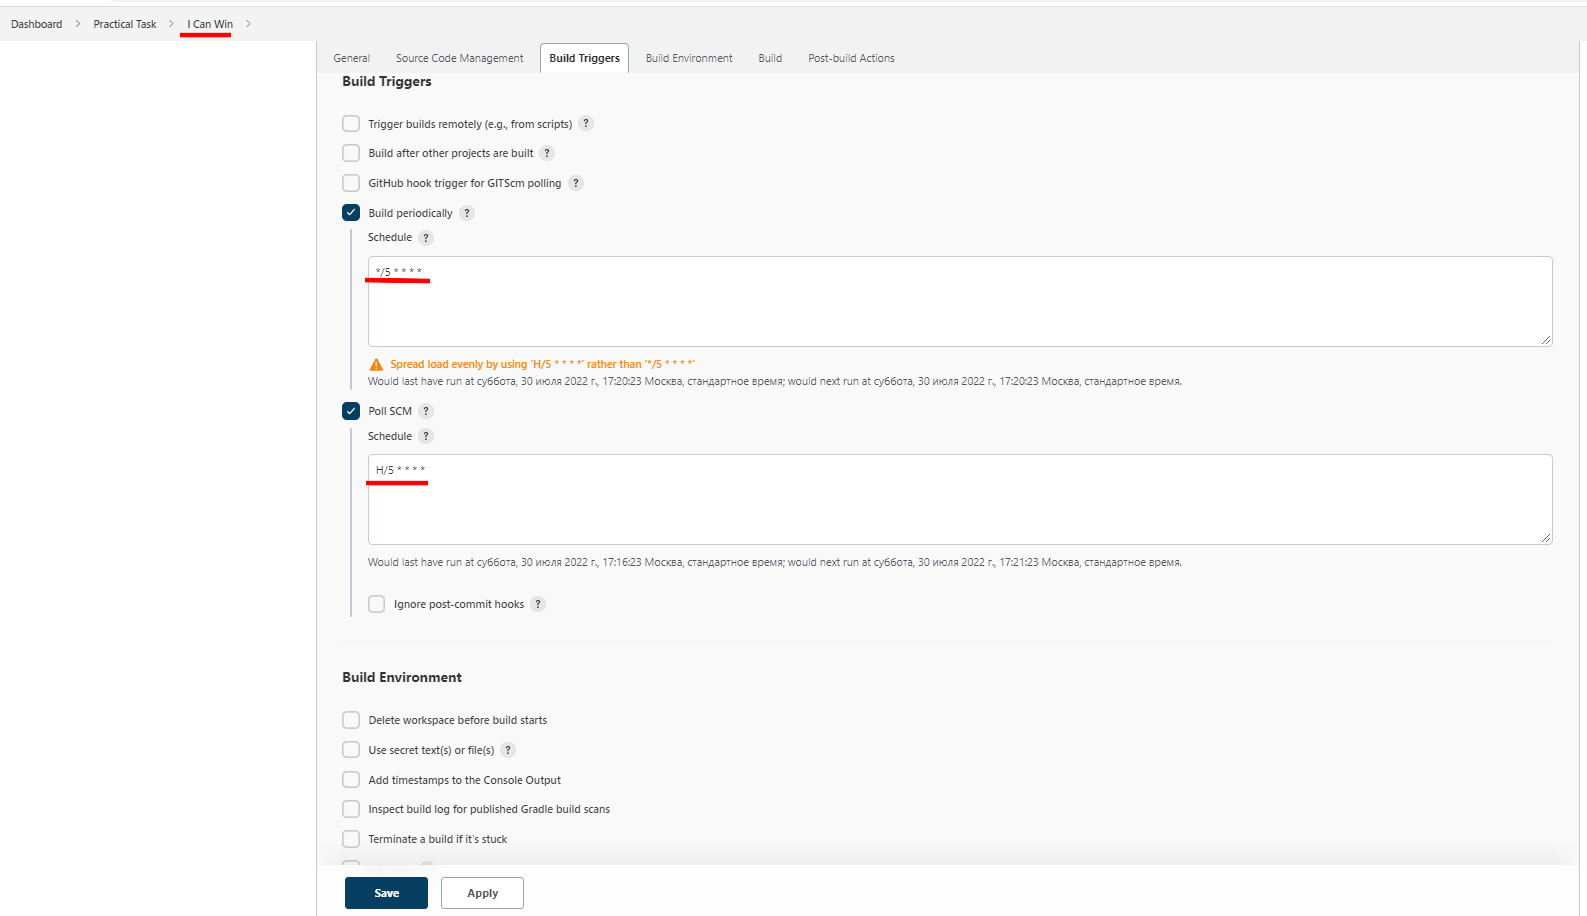 Dashboard > Practical Task > I Can Win >
General Source Code Management Build Triggers Build Environment Build Post-build Actions
Build Triggers
Trigger builds remotely (e.g., from scripts) ?
Build after other projects are built ?
GitHub hook trigger for GITScm polling ?
Build periodically ?
Schedule ?
*/5 * * * *
Spread load evenly by using 'H/5 * * * *' rather than '*/5 * * * *'
Would last have run at суббота, 30 июля 2022 г., 17:20:23 Москва, стандартное время; would next run at суббота, 30 июля 2022 г., 17:20:23 Москва, стандартное время.
Poll SCM ?
Schedule ?
H/5 * * * *
Would last have run at суббота, 30 июля 2022 г., 17:16:23 Москва, стандартное время; would next run at суббота, 30 июля 2022 г., 17:21:23 Москва, стандартное время.
Ignore post-commit hooks ?
Build Environment
Delete workspace before build starts
Use secret text(s) or file(s) ?
Add timestamps to the Console Output
Inspect build log for published Gradle build scans
Terminate a build if it's stuck
Save Apply